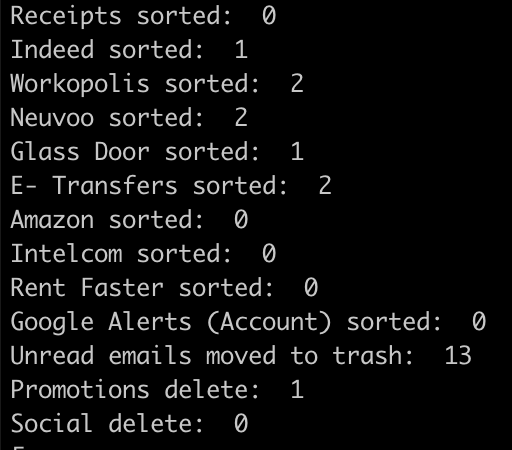 Receipts sorted:  0
Indeed sorted:  1
Workopolis sorted:  2
Neuvoo sorted:  2
Glass Door sorted:  1
E- Transfers sorted:  2
Amazon sorted:  0
Intelcom sorted:  0
Rent Faster sorted:  0
Google Alerts (Account) sorted:  0
Unread emails moved to trash:  13
Promotions delete:  1
Social delete:  0